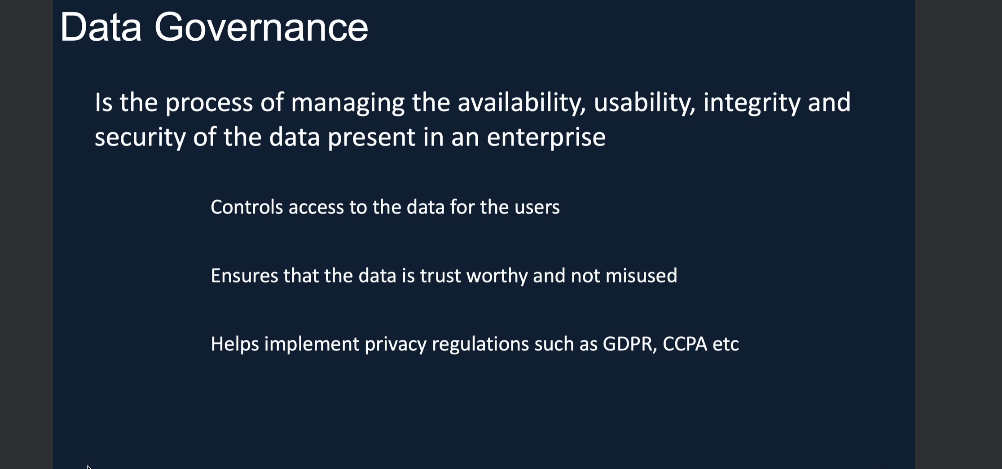 Data Governance
Is the process of managing the availability, usability, integrity and
security of the data present in an enterprise
Controls access to the data for the users
Ensures that the data is trust worthy and not misused
Helps implement privacy regulations such as GDPR, CCPA etc